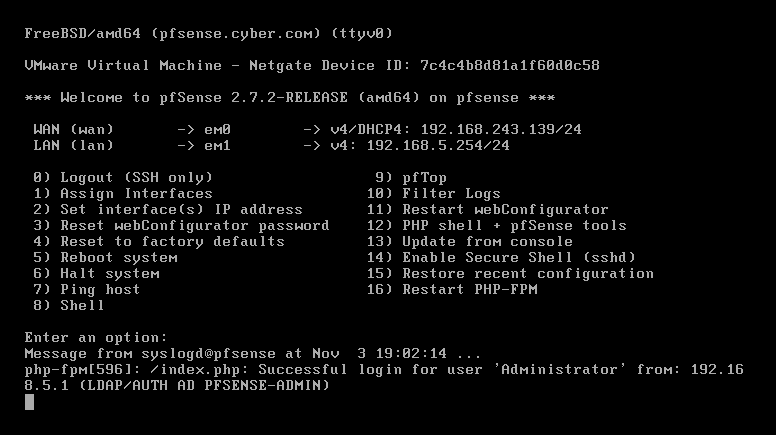 FreeBSD/amd64 (pfsense.cyber.com) (ttyv0)
VMware Virtual Machine - Netgate Device ID: 7c4c4b8d81a1f60d0c58
*** Welcome to pfSense 2.7.2-RELEASE (amd64) on pfsense ***
WAN (wan)       -> em0        -> v4/DHCP4: 192.168.243.139/24
LAN (lan)       -> em1        -> v4: 192.168.5.254/24
0) Logout (SSH only)                  9) pfTop
1) Assign Interfaces                 10) Filter Logs
2) Set interface(s) IP address       11) Restart webConfigurator
3) Reset webConfigurator password    12) PHP shell + pfSense tools
4) Reset to factory defaults         13) Update from console
5) Reboot system                     14) Enable Secure Shell (sshd)
6) Halt system                       15) Restore recent configuration
7) Ping host                         16) Restart PHP-FPM
8) Shell
Enter an option:
Message from syslogd@pfsense at Nov  3 19:02:14 ...
php-fpm[596]: /index.php: Successful login for user 'Administrator' from: 192.16
8.5.1 (LDAP/AUTH AD PFSENSE-ADMIN)